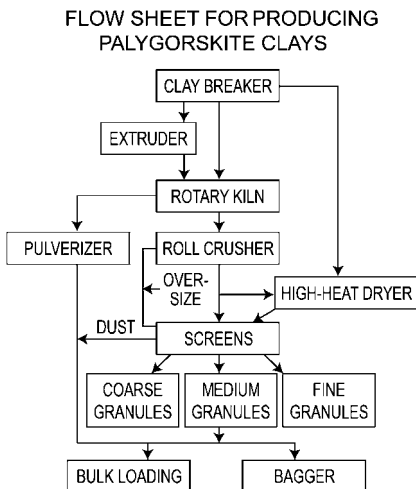 FLOW SHEET FOR PRODUCING
PALYGORSKITE CLAYS
CLAY BREAKER
EXTRUDER
ROTARY KILN
PULVERIZER
ROLL CRUSHER
OVER-
SIZE
HIGH-HEAT DRYER
DUST
SCREENS
COARSE
GRANULES
MEDIUM
GRANULES
FINE
GRANULES
BULK LOADING
BAGGER